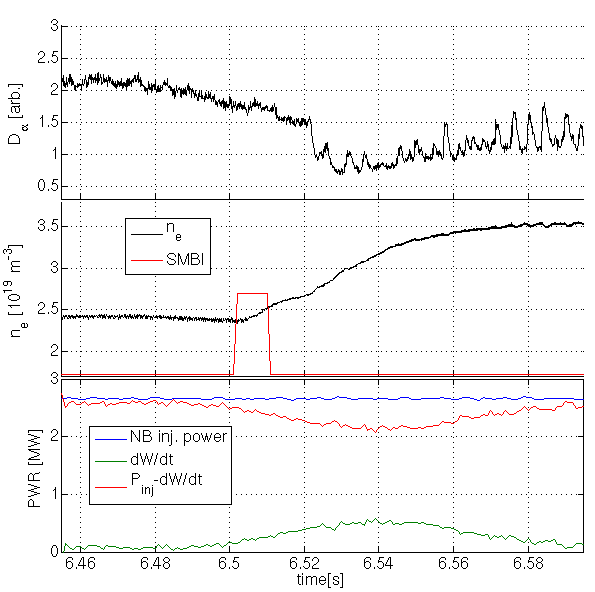 3
2.5
2
1.5
1
0.5
Dα [arb.]
3.5
3
2.5
2
ne [10^19 m^-3]
ne
SMBI
3
2
1
0
PWR [MW]
NB inj. power
dW/dt
Pinj-dW/dt
6.46 6.48 6.5 6.52 6.54 6.56 6.58
time[s]